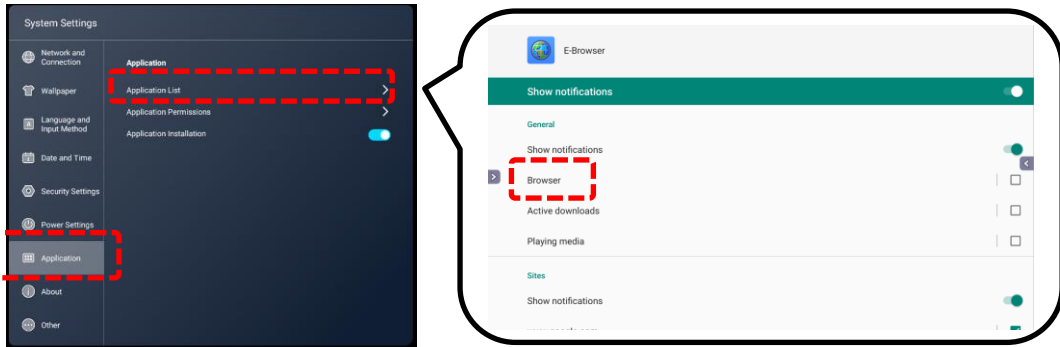 System Settings
Network and
Connection
Wallpaper
Language and
Input Method
Date and Time
Security Settings
Power Settings
Application
About
Other
Application
Application List
Application Permissions
Application Installation
E-Browser
Show notifications
General
Show notifications
Browser
Active downloads
Playing media
Sites
Show notifications